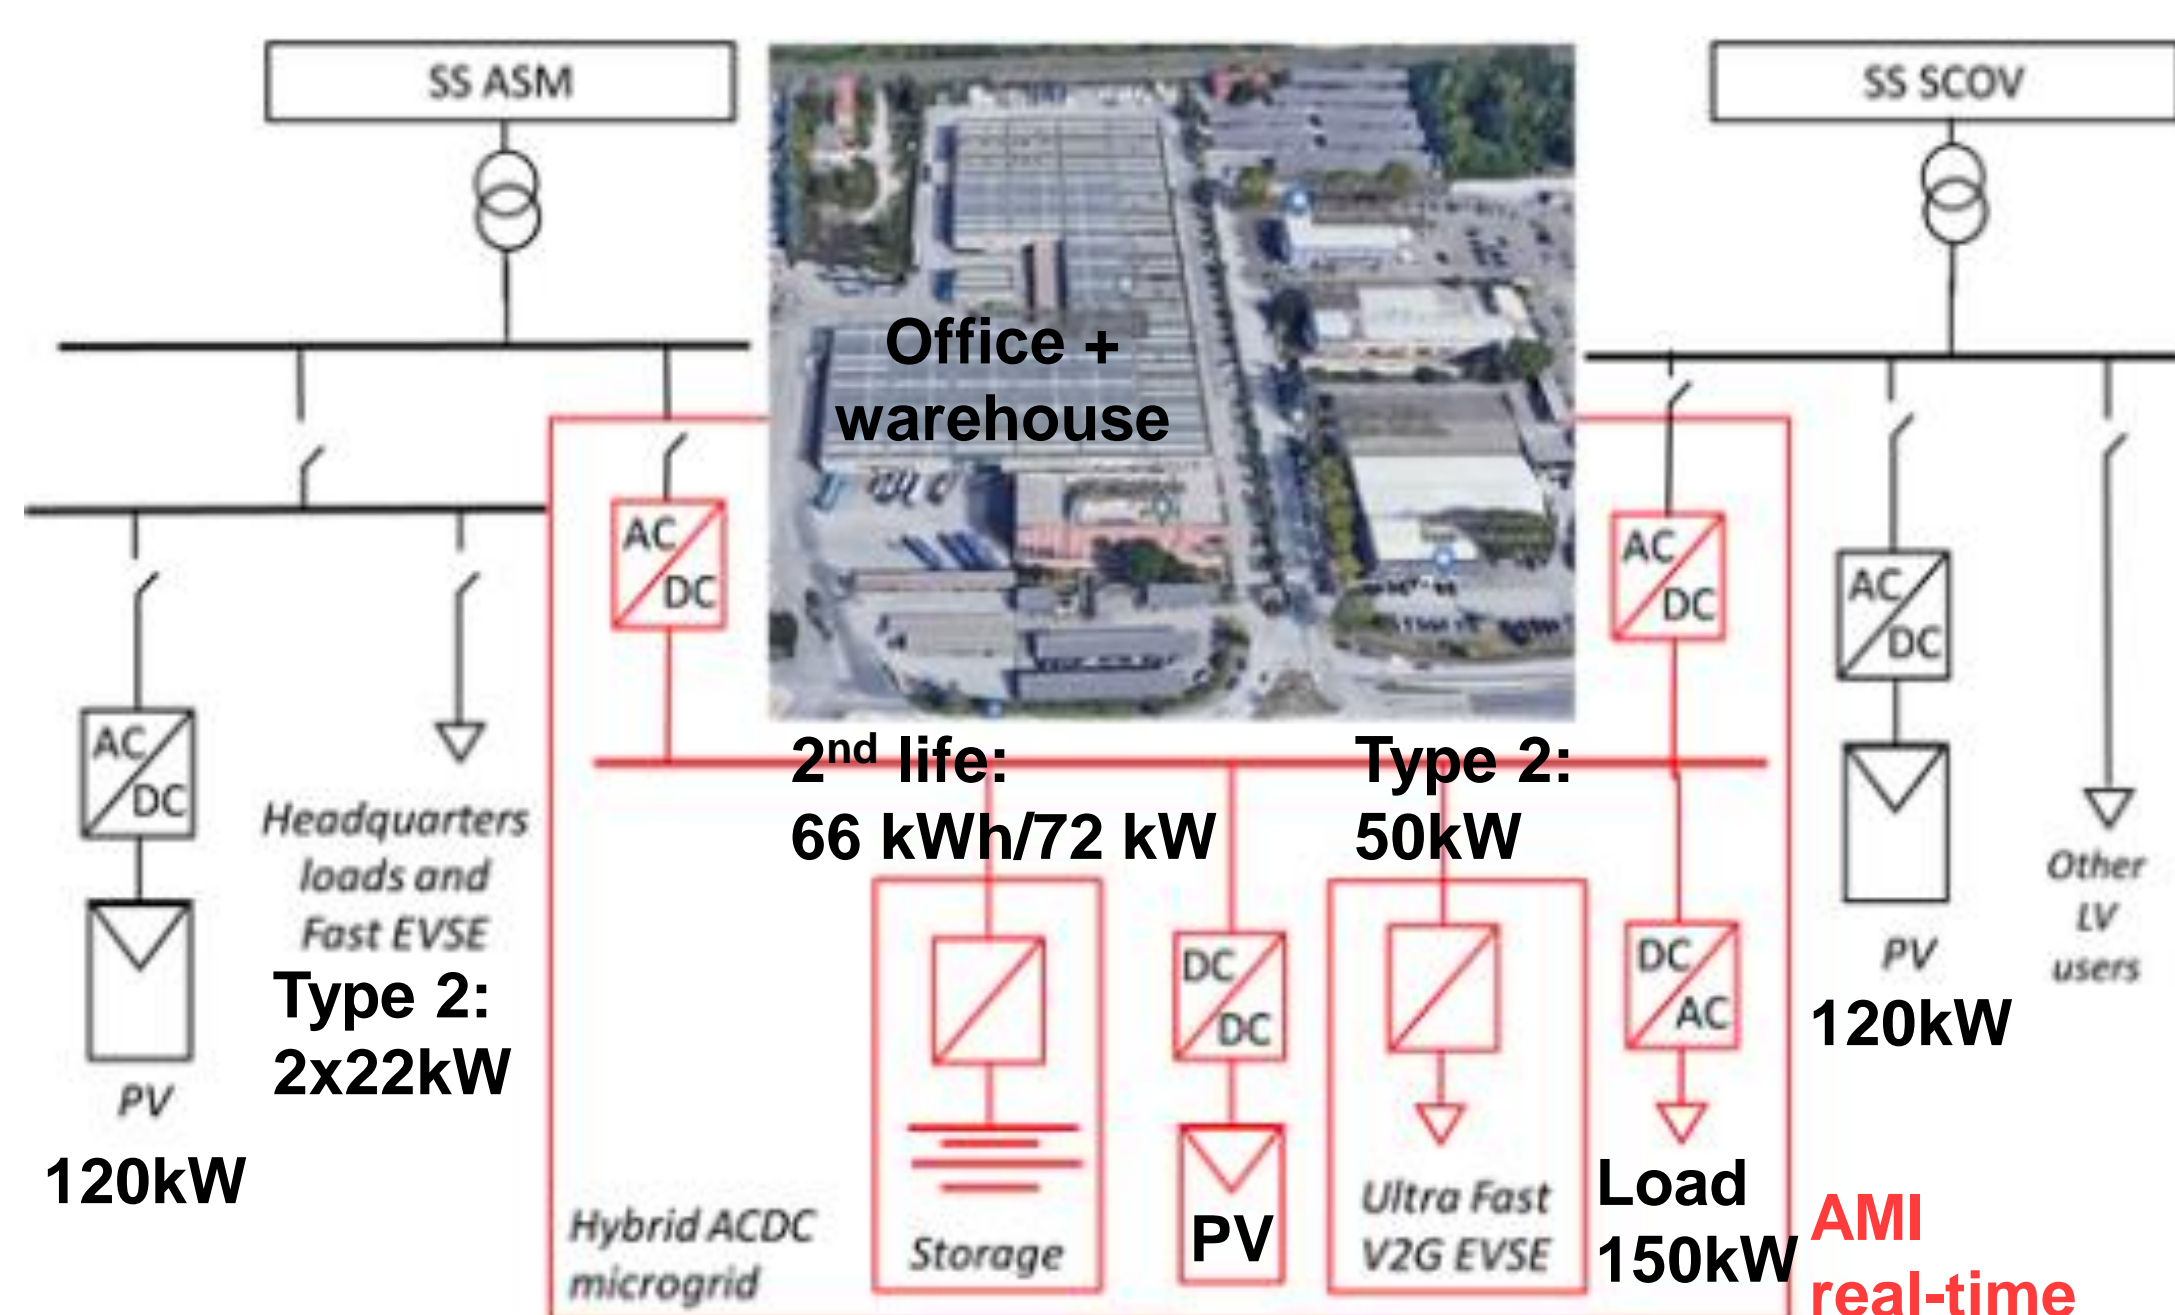 SS ASM
SS SCOV
Office +
warehouse
AC
DC
AC
DC
AC
DC
AC
DC
2nd life:
66 kWh/72 kW
Type 2:
50kW
Headquarters
loads and
Fast EVSE
Type 2:
2x22kW
PV
120kW
DC
DC
DC
AC
PV
120kW
Other
LV
users
Hybrid ACDC
microgrid
Storage
PV
Ultra Fast
V2G EVSE
Load
150kW
AMI
real-time